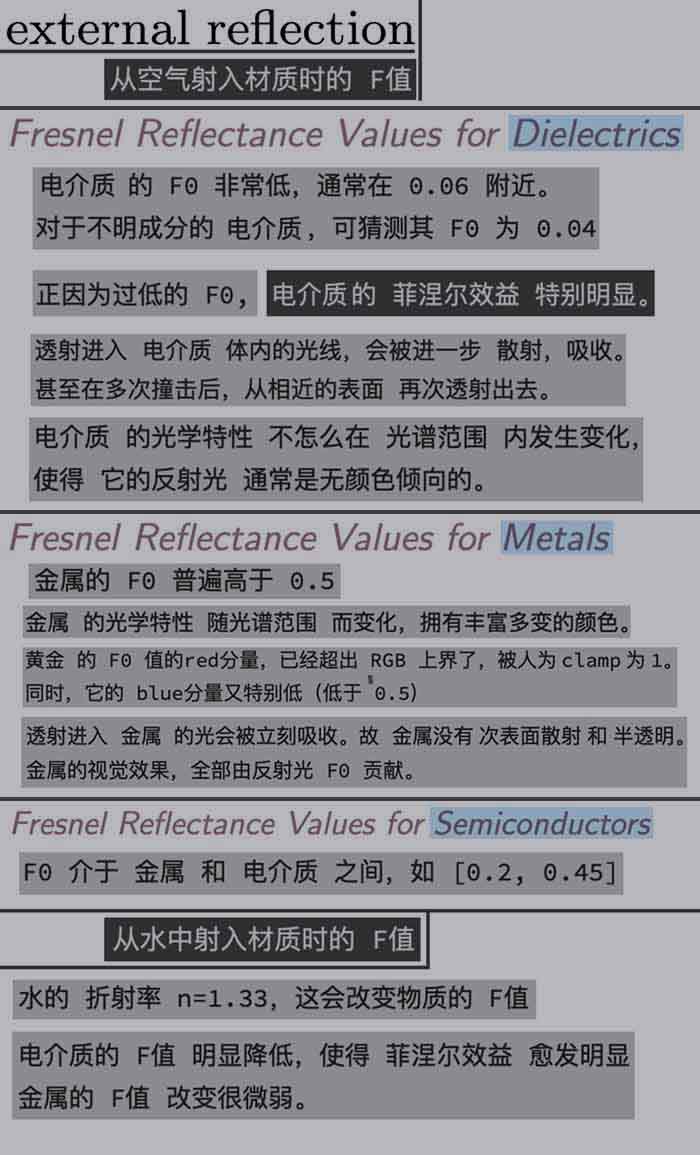 external reflection
从空气射入材质时的 F值
Fresnel Reflectance Values for Dielectrics
电介质 的 F0 非常低，通常在 0.06 附近。
对于不明成分的 电介质，可猜测其 F0 为 0.04
正因为过低的 F0，电介质的 菲涅尔效益 特别明显。
透射进入 电介质 体内的光线，会被进一步 散射，吸收。
甚至在多次撞击后，从相近的表面 再次透射出去。
电介质 的光学特性 不怎么在 光谱范围 内发生变化，
使得 它的反射光 通常是无颜色倾向的。
Fresnel Reflectance Values for Metals
金属的 F0 普遍高于 0.5
金属 的光学特性 随光谱范围 而变化，拥有丰富多变的颜色。
黄金 的 F0 值的red分量，已经超出 RGB 上界了，被人为 clamp 为 1。
同时，它的 blue分量又特别低（低于 0.5）
透射进入 金属 的光会被立刻吸收。故 金属没有 次表面散射 和 半透明。
金属的视觉效果，全部由反射光 F0 贡献。
Fresnel Reflectance Values for Semiconductors
F0 介于 金属 和 电介质 之间，如 [0.2, 0.45]
从水中射入材质时的 F值
水的 折射率 n=1.33，这会改变物质的 F值
电介质的 F值 明显降低，使得 菲涅尔效益 愈发明显
金属的 F值 改变很微弱。